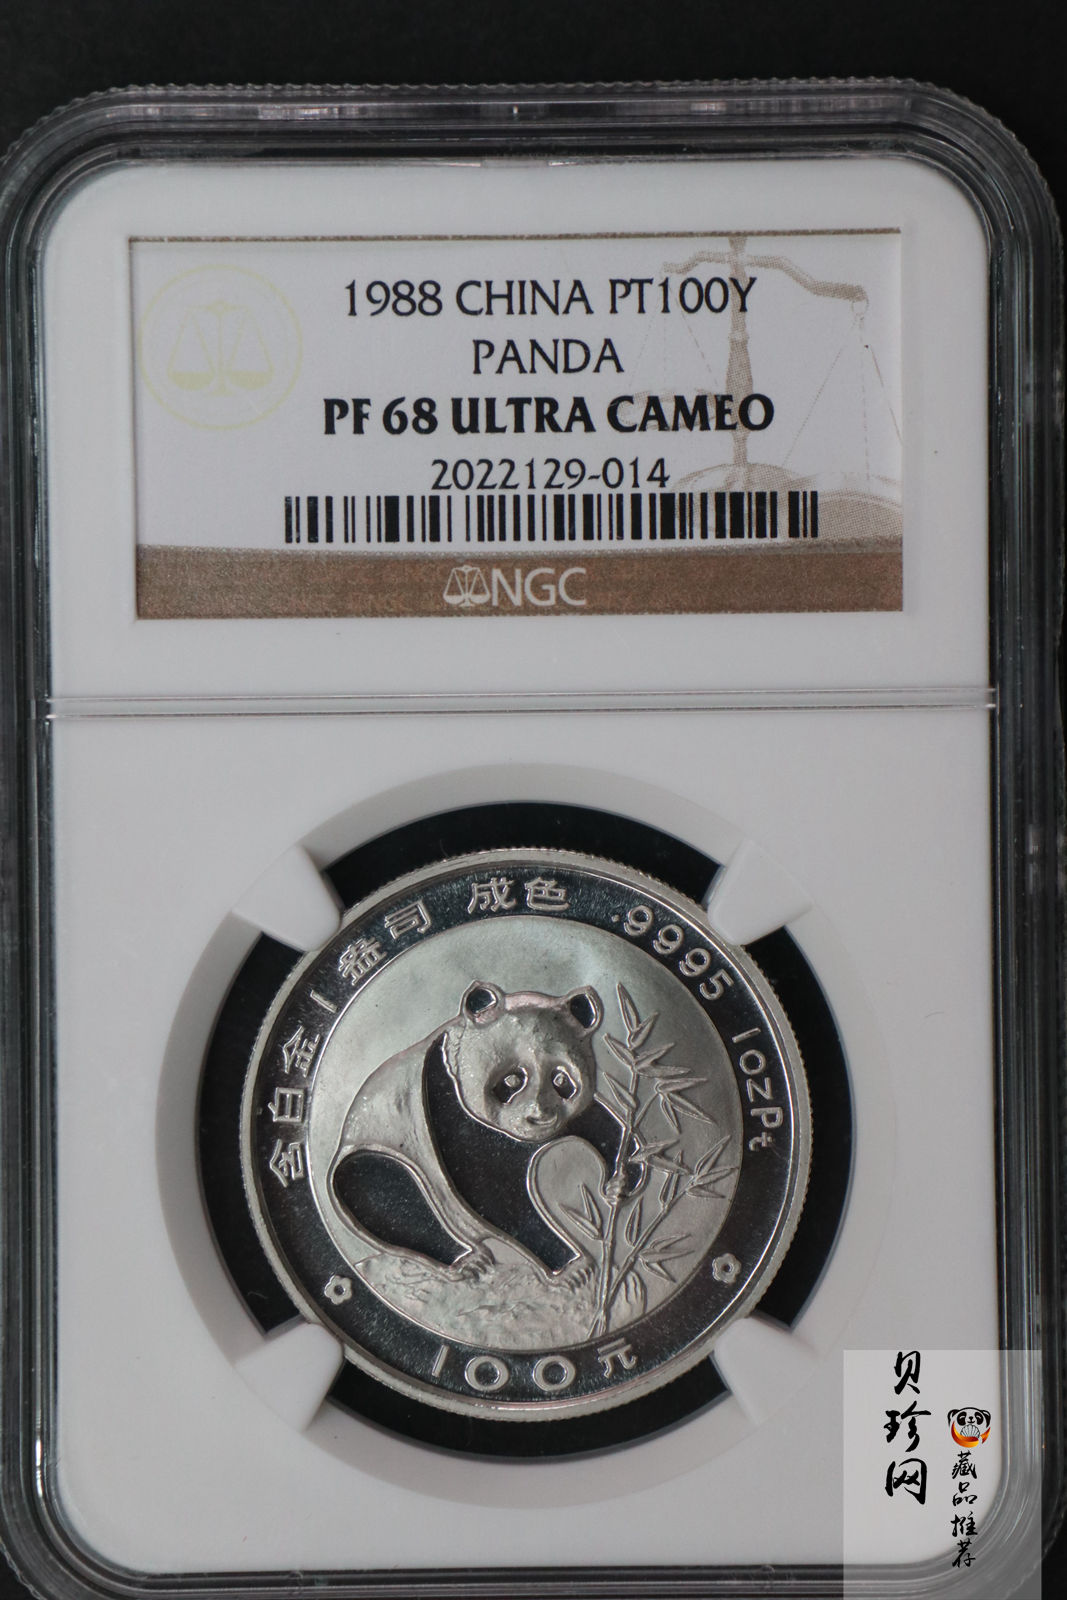 1988 CHINA PT100Y
PANDA
PF 68 ULTRA CAMEO
2022129-014
NGC
含白金1盎司 成色 .9995 1ozPt
100元
贝珍网
藏品推荐